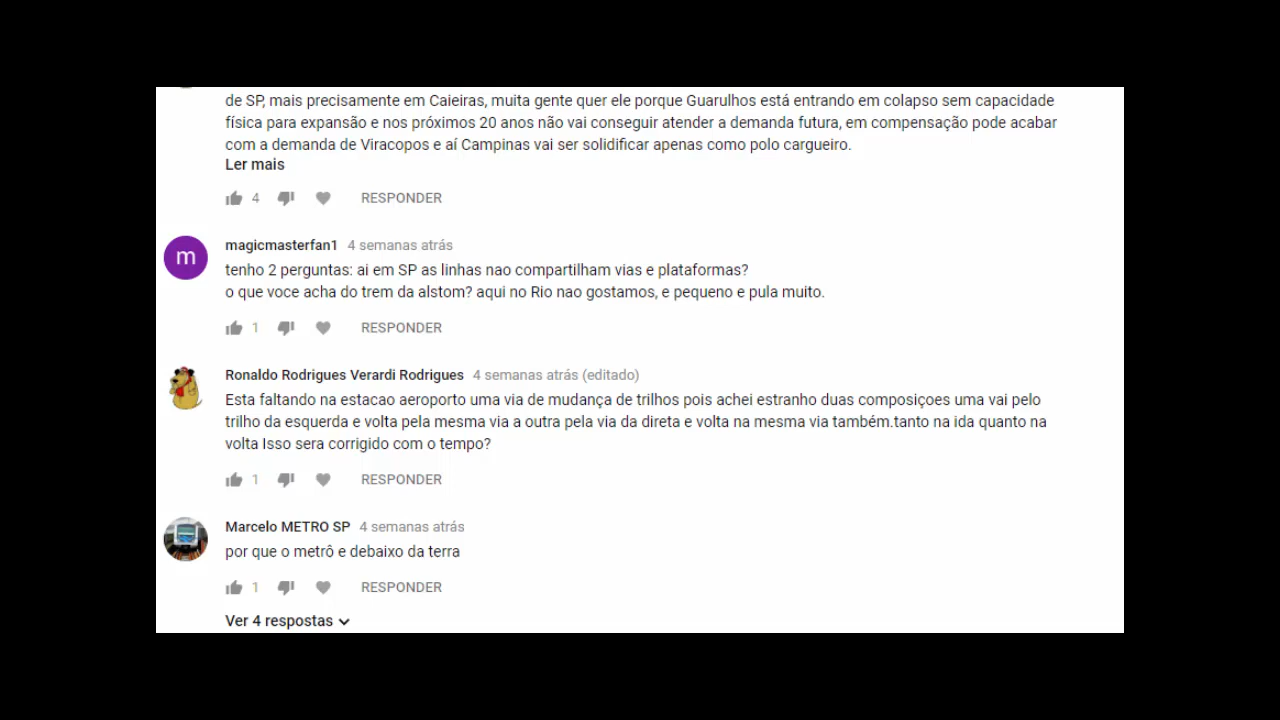 de SP, mais precisamente em Caieiras, muita gente quer ele porque Guarulhos está entrando em colapso sem capacidade
física para expansão e nos próximos 20 anos não vai conseguir atender a demanda futura, em compensação pode acabar
com a demanda de Viracopos e aí Campinas vai ser solidificar apenas como polo cargueiro.
Ler mais
4 RESPONDER
m
magicmasterfan1 4 semanas atrás
tenho 2 perguntas: ai em SP as linhas nao compartilham vias e plataformas?
o que voce acha do trem da alstom? aqui no Rio nao gostamos, e pequeno e pula muito.
1 RESPONDER
Ronaldo Rodrigues Verardi Rodrigues 4 semanas atrás (editado)
Esta faltando na estacao aeroporto uma via de mudança de trilhos pois achei estranho duas composiçoes uma vai pelo
trilho da esquerda e volta pela mesma via a outra pela via da direta e volta na mesma via também.tanto na ida quanto na
volta Isso sera corrigido com o tempo?
1 RESPONDER
Marcelo METRO SP 4 semanas atrás
por que o metrô e debaixo da terra
1 RESPONDER
Ver 4 respostas